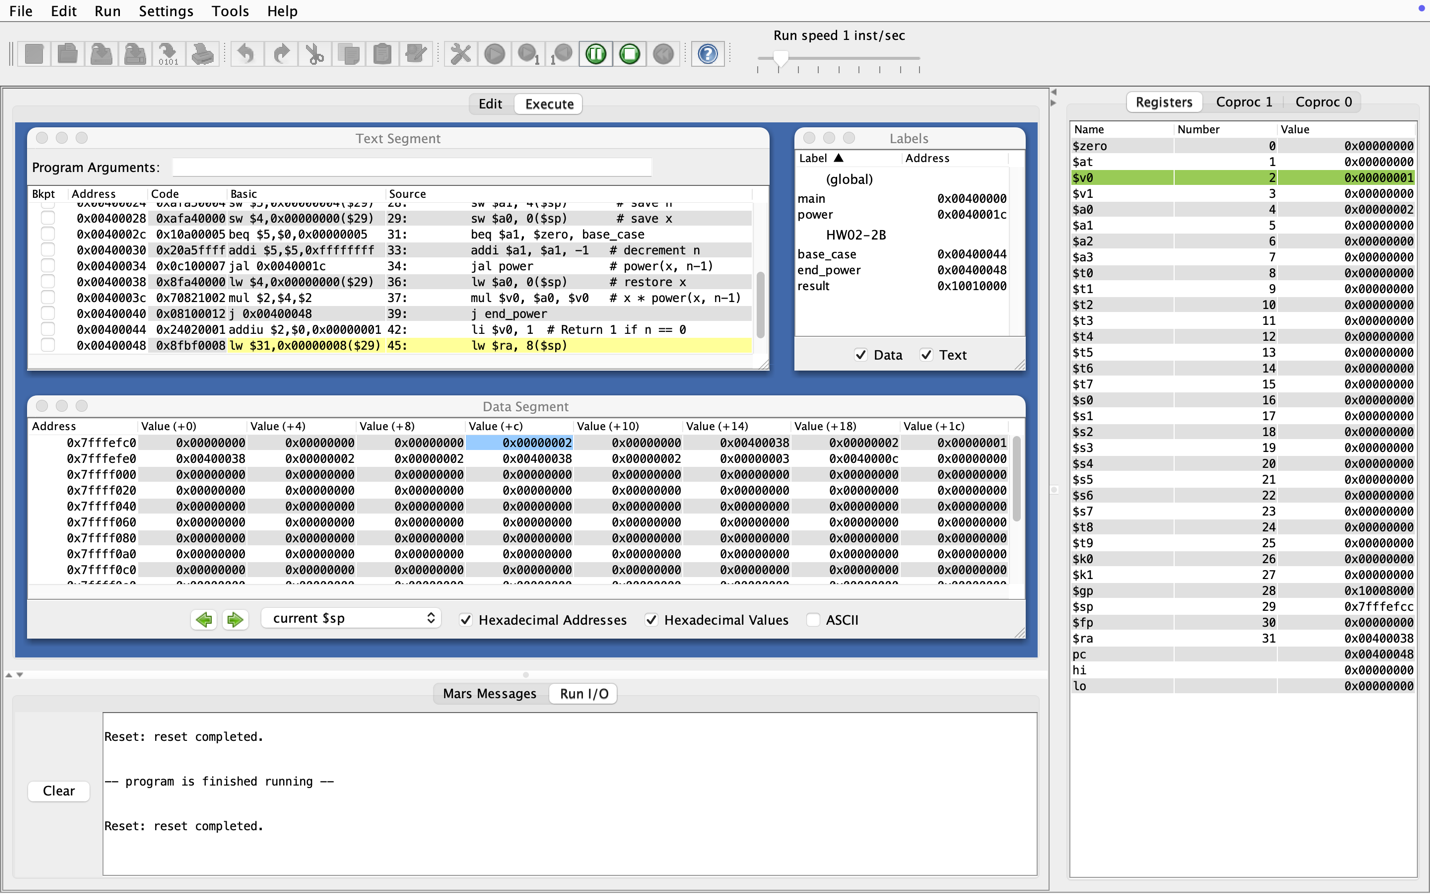 File Edit Run Settings Tools Help
Run speed 1 inst/sec
Edit Execute
Text Segment
Program Arguments:
Bkpt Address Code Basic Source
0x00400024 0xafa50004 sw $5,0x00000004($29) 28: sw $a1, 4($sp) # save n
0x00400028 0xafa40000 sw $4,0x00000000($29) 29: sw $a0, 0($sp) # save x
0x0040002c 0x10a00005 beq $5,$0,0x00000005 31: beq $a1, $zero, base_case
0x00400030 0x20a5ffff addi $5,$5,0xffffffff 33: addi $a1, $a1, -1 # decrement n
0x00400034 0x0c100007 jal 0x0040001c 34: jal power # power(x, n-1)
0x00400038 0x8fa40000 lw $4,0x00000000($29) 36: lw $a0, 0($sp) # restore x
0x0040003c 0x70821002 mul $2,$4,$2 37: mul $v0, $a0, $v0 # x * power(x, n-1)
0x00400040 0x08100012 j 0x00400048 39: j end_power
0x00400044 0x24020001 addiu $2,$0,0x00000001 42: li $v0, 1 # Return 1 if n == 0
0x00400048 0x8fbf0008 lw $31,0x00000008($29) 45: lw $ra, 8($sp)
Labels
Label ▲ Address
(global)
main 0x00400000
power 0x0040001c
HW02-2B
base_case 0x00400044
end_power 0x00400048
result 0x10010000
Data Text
Data Segment
Address Value (+0) Value (+4) Value (+8) Value (+c) Value (+10) Value (+14) Value (+18) Value (+1c)
0x7fffefc0 0x00000000 0x00000000 0x00000000 0x00000002 0x00000000 0x00400038 0x00000002 0x00000001
0x7fffefe0 0x00400038 0x00000002 0x00000002 0x00400038 0x00000002 0x00000003 0x0040000c 0x00000000
0x7ffff000 0x00000000 0x00000000 0x00000000 0x00000000 0x00000000 0x00000000 0x00000000 0x00000000
0x7ffff020 0x00000000 0x00000000 0x00000000 0x00000000 0x00000000 0x00000000 0x00000000 0x00000000
0x7ffff040 0x00000000 0x00000000 0x00000000 0x00000000 0x00000000 0x00000000 0x00000000 0x00000000
0x7ffff060 0x00000000 0x00000000 0x00000000 0x00000000 0x00000000 0x00000000 0x00000000 0x00000000
0x7ffff080 0x00000000 0x00000000 0x00000000 0x00000000 0x00000000 0x00000000 0x00000000 0x00000000
0x7ffff0a0 0x00000000 0x00000000 0x00000000 0x00000000 0x00000000 0x00000000 0x00000000 0x00000000
0x7ffff0c0 0x00000000 0x00000000 0x00000000 0x00000000 0x00000000 0x00000000 0x00000000 0x00000000
current $sp Hexadecimal Addresses Hexadecimal Values ASCII
Mars Messages Run I/O
Reset: reset completed.
-- program is finished running --
Reset: reset completed.
Clear
Registers Coproc 1 Coproc 0
Name Number Value
$zero 0 0x00000000
$at 1 0x00000000
$v0 2 0x00000001
$v1 3 0x00000000
$a0 4 0x00000002
$a1 5 0x00000000
$a2 6 0x00000000
$a3 7 0x00000000
$t0 8 0x00000000
$t1 9 0x00000000
$t2 10 0x00000000
$t3 11 0x00000000
$t4 12 0x00000000
$t5 13 0x00000000
$t6 14 0x00000000
$t7 15 0x00000000
$s0 16 0x00000000
$s1 17 0x00000000
$s2 18 0x00000000
$s3 19 0x00000000
$s4 20 0x00000000
$s5 21 0x00000000
$s6 22 0x00000000
$s7 23 0x00000000
$t8 24 0x00000000
$t9 25 0x00000000
$k0 26 0x00000000
$k1 27 0x00000000
$gp 28 0x10008000
$sp 29 0x7fffefcc
$fp 30 0x00000000
$ra 31 0x00400038
pc 0x00400048
hi 0x00000000
lo 0x00000000